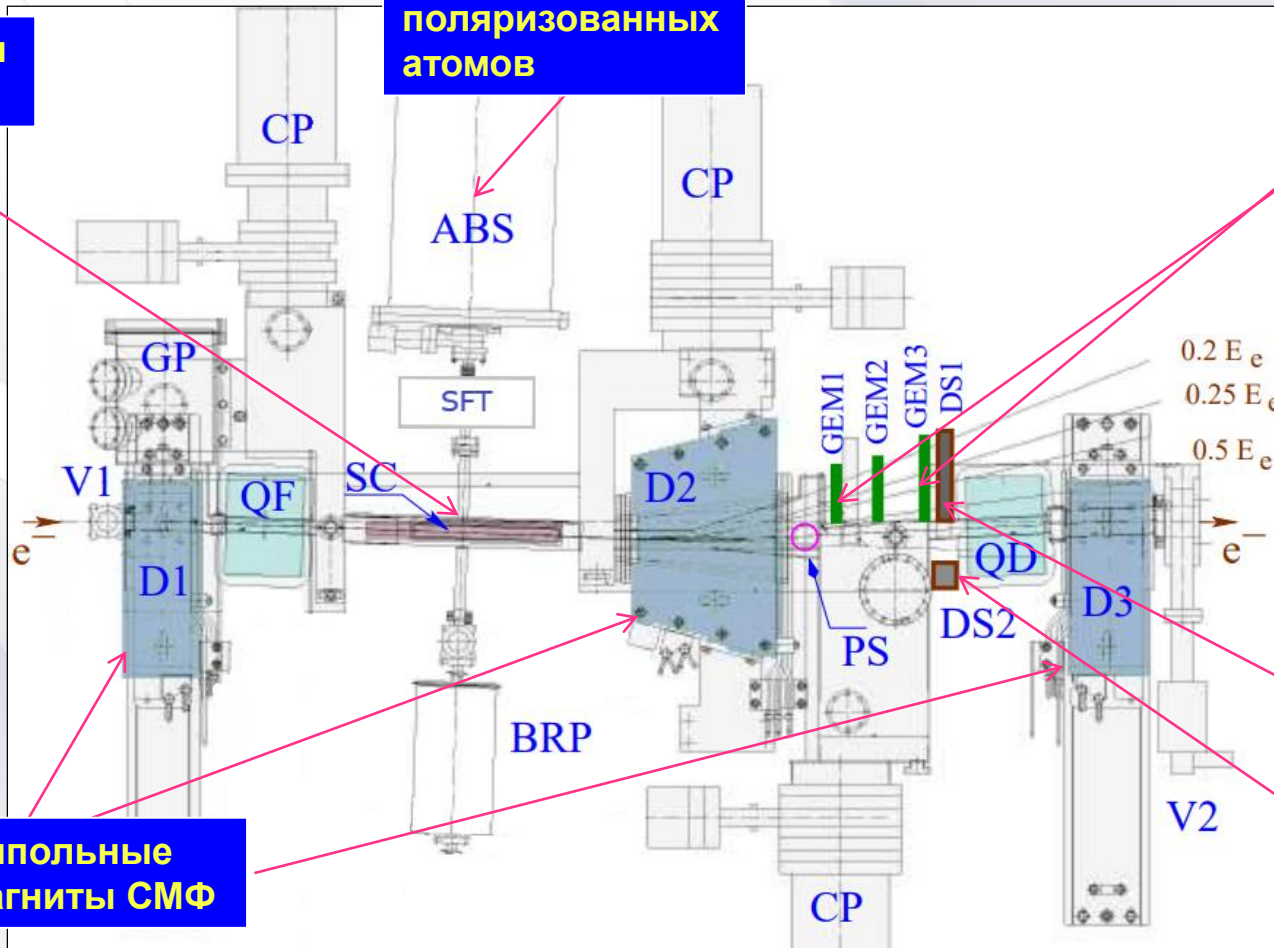 поляризованных
атомов
CP
CP
ABS
GP
SFT
GEM1
GEM2
GEM3
DS1
0.2 E e
0.25 E e
0.5 E e
V1
QF
SC
D2
e−
e−
D1
QD
D3
DS2
PS
BRP
V2
магниты СМФ
CP